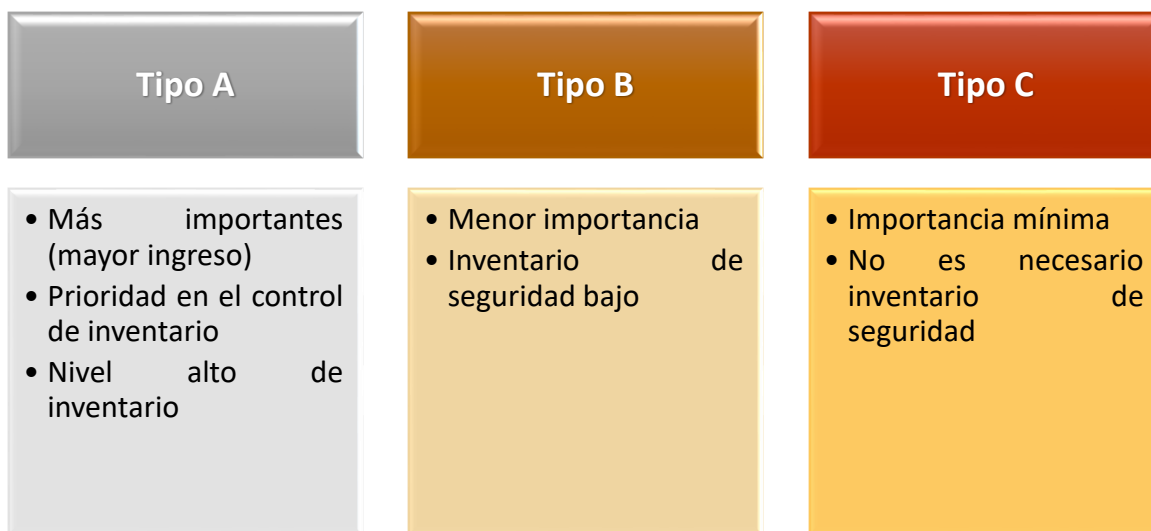 Tipo A
• Más importantes
(mayor ingreso)
• Prioridad en el control
de inventario
• Nivel alto de
inventario
Tipo B
• Menor importancia
• Inventario de
seguridad bajo
Tipo C
• Importancia mínima
• No es necesario
inventario de
seguridad